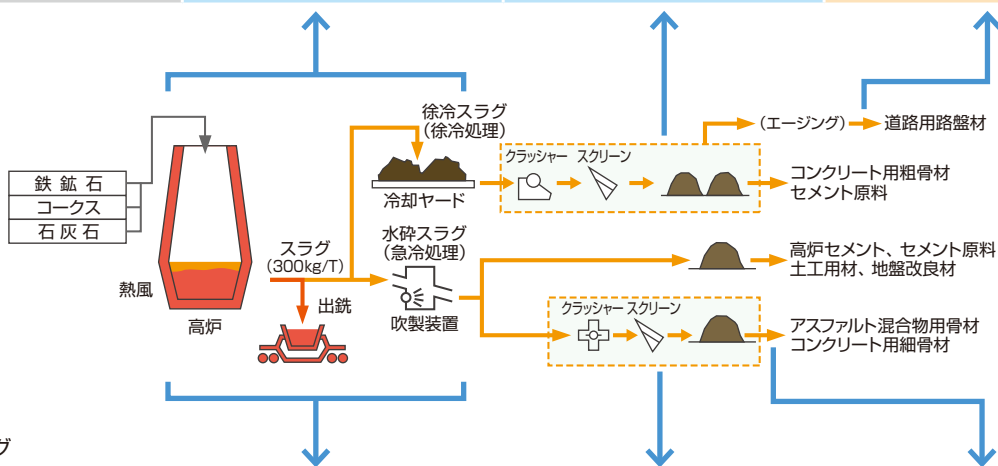 徐冷スラグ
(徐冷処理)
(エージング)
道路用路盤材
クラッシャー スクリーン
コンクリート用粗骨材
セメント原料
鉄鉱石
コークス
石灰石
冷却ヤード
水砕スラグ
(急冷処理)
スラグ
(300kg/T)
高炉セメント、セメント原料
土工用材、地盤改良材
熱風
高炉
出銑
吹製装置
クラッシャー スクリーン
アスファルト混合物用骨材
コンクリート用細骨材
グ